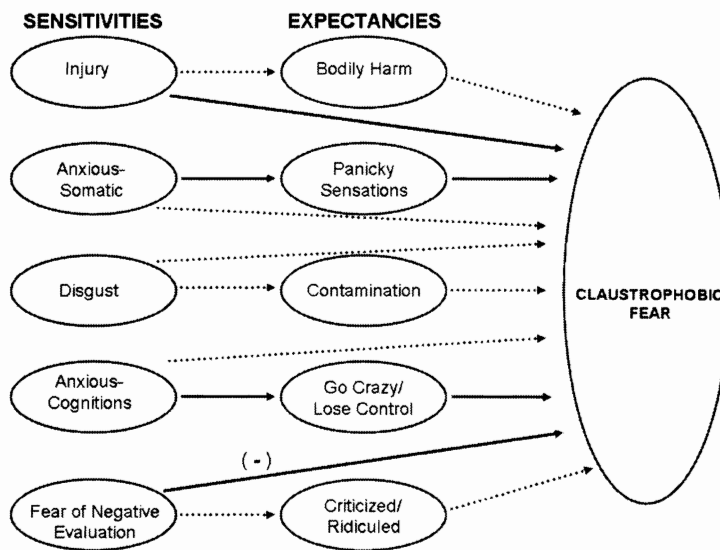 SENSITIVITIES EXPECTANCIES
Injury
Bodily Harm
Anxious-
Somatic
Panicky
Sensations
Disgust
Contamination
CLAUSTROPHOBIC
FEAR
Anxious-
Cognitions
Go Crazy/
Lose Control
( - )
Fear of Negative
Evaluation
Criticized/
Ridiculed